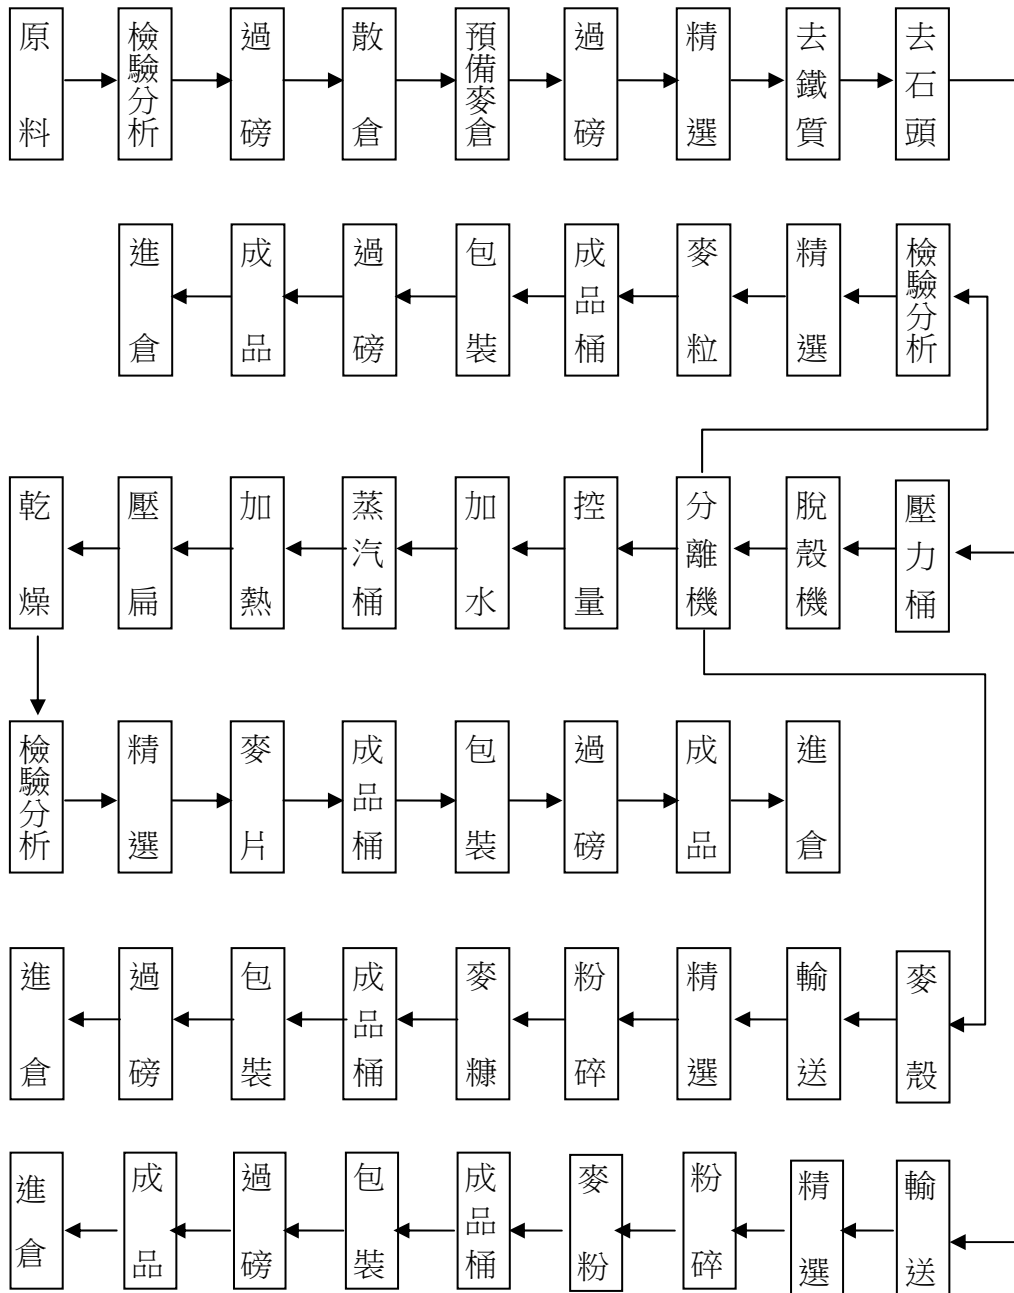 原料
檢驗分析
過磅
散倉
預備麥倉
過磅
精選
去鐵質
去石頭
進倉
成品
過磅
包裝
成品桶
麥粒
精選
檢驗分析
乾燥
壓扁
加熱
蒸汽桶
加水
控量
分離機
脫殼機
壓力桶
檢驗分析
精選
麥片
成品桶
包裝
過磅
成品
進倉
進倉
過磅
包裝
成品桶
麥糠
粉碎
精選
輸送
麥殼
進倉
成品
過磅
包裝
成品桶
麥粉
粉碎
精選
輸送